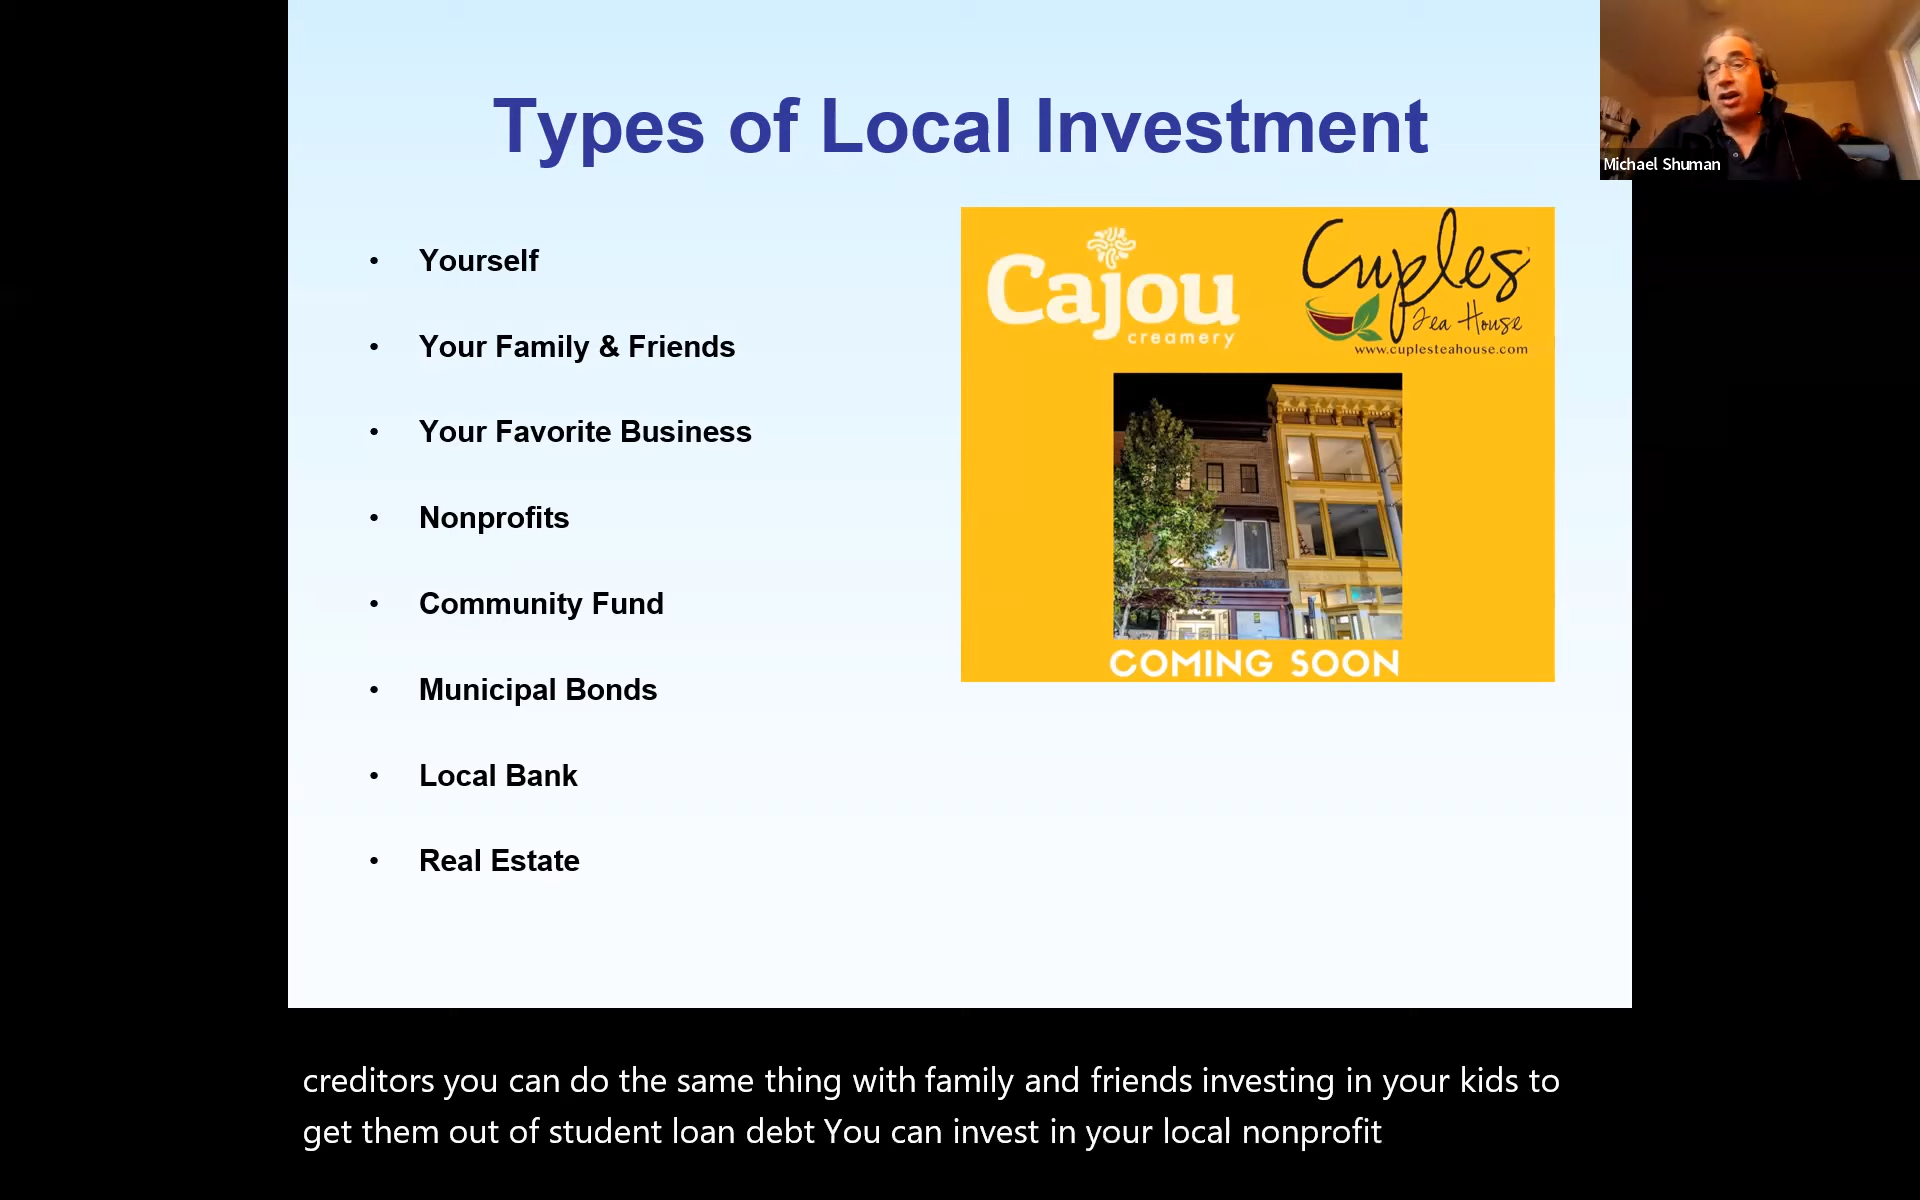 Types of Local Investment
Michael Shuman
• Yourself
• Your Family & Friends
• Your Favorite Business
• Nonprofits
• Community Fund
• Municipal Bonds
• Local Bank
• Real Estate
Cajou
creamery
Cuples
Tea House
www.cuplesteahouse.com
COMING SOON
creditors you can do the same thing with family and friends investing in your kids to
get them out of student loan debt You can invest in your local nonprofit